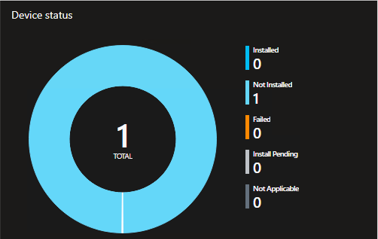 Device status
1
TOTAL
Installed
0
Not Installed
1
Failed
0
Install Pending
0
Not Applicable
0